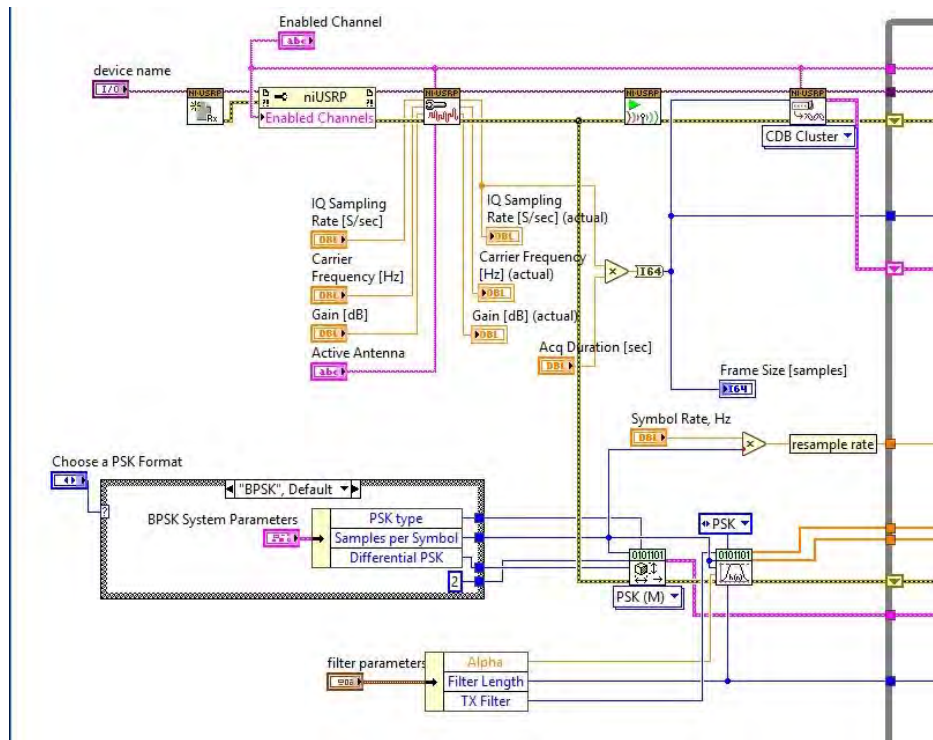 Enabled Channel
abc
device name
I/O
NI-USRP
Rx
niUSRP
Enabled Channels
NI-USRP
NI-USRP
NI-USRP
CDB Cluster
IQ Sampling
Rate [S/sec]
DBL
Carrier
Frequency [Hz]
DBL
Gain [dB]
DBL
Active Antenna
abc
IQ Sampling
Rate [S/sec] (actual)
DBL
Carrier Frequency
[Hz] (actual)
DBL
Gain [dB] (actual)
DBL
I64
Acq Duration [sec]
DBL
Frame Size [samples]
I64
Symbol Rate, Hz
DBL
resample rate
Choose a PSK Format
"BPSK", Default
BPSK System Parameters
PSK type
Samples per Symbol
Differential PSK
2
PSK
0101101
0101101
h(t)
PSK (M)
filter parameters
Alpha
Filter Length
TX Filter